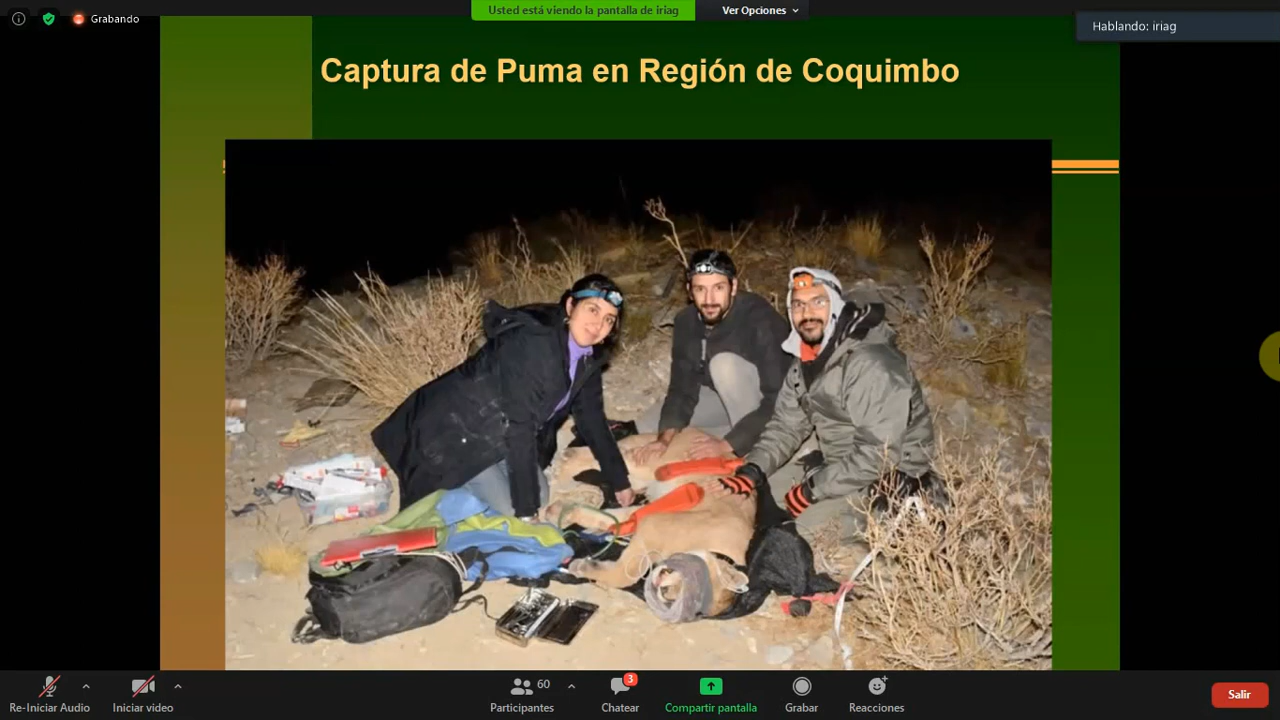 Grabando
Usted está viendo la pantalla de iriag
Ver Opciones
Hablando: iriag
Captura de Puma en Región de Coquimbo
Re-Iniciar Audio
Iniciar video
60
Participantes
3
Chatear
Compartir pantalla
Grabar
Reacciones
Salir